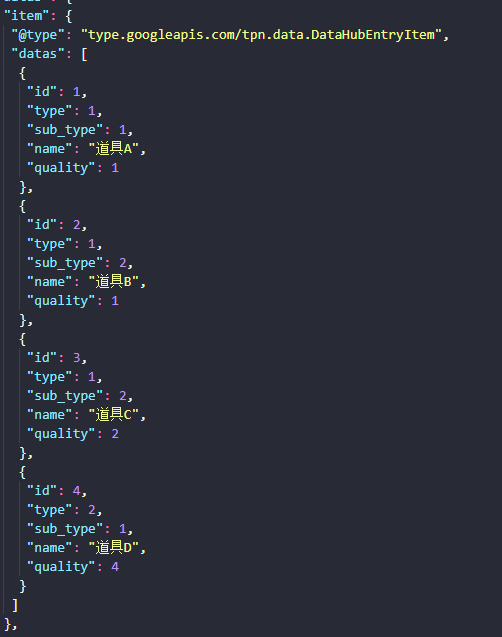 "item": {
"@type": "type.googleapis.com/tpn.data.DataHubEntryItem",
"datas": [
{
"id": 1,
"type": 1,
"sub_type": 1,
"name": "道具A",
"quality": 1
},
{
"id": 2,
"type": 1,
"sub_type": 2,
"name": "道具B",
"quality": 1
},
{
"id": 3,
"type": 1,
"sub_type": 2,
"name": "道具C",
"quality": 2
},
{
"id": 4,
"type": 2,
"sub_type": 1,
"name": "道具D",
"quality": 4
}
]
},